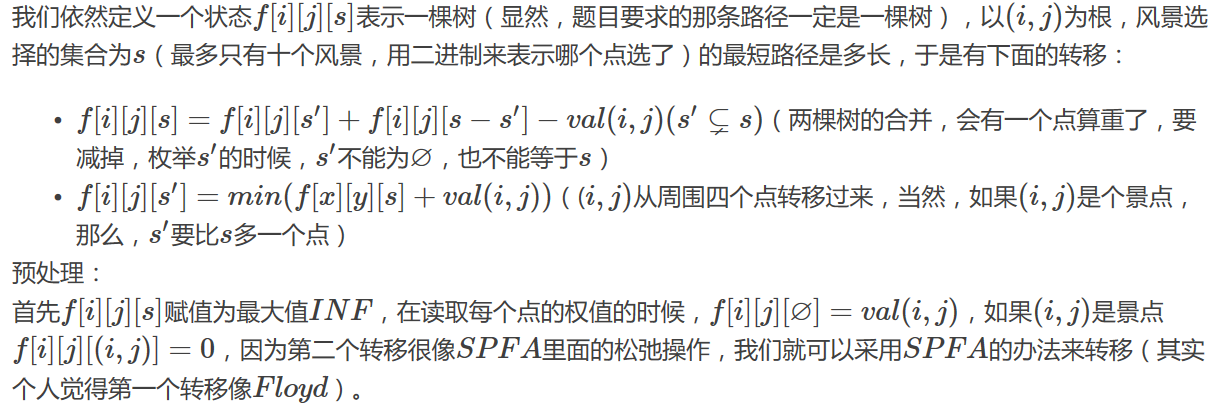 我们依然定义一个状态f[i][j][s]表示一棵树（显然，题目要求的那条路径一定是一棵树），以(i,j)为根，风景选
择的集合为s（最多只有十个风景，用二进制来表示哪个点选了）的最短路径是多长，于是有下面的转移：
• f[i][j][s] = f[i][j][s′] + f[i][j][s − s′] − val(i,j)(s′ ⊊ s)（两棵树的合并，会有一个点算重了，要
减掉，枚举s′的时候，s′不能为∅，也不能等于s）
• f[i][j][s′] = min(f[x][y][s] + val(i,j))（(i,j)从周围四个点转移过来，当然，如果(i,j)是个景点，
那么，s′要比s多一个点）
预处理：
首先f[i][j][s]赋值为最大值INF，在读取每个点的权值的时候，f[i][j][∅] = val(i,j)，如果(i,j)是景点
f[i][j][(i,j)] = 0，因为第二个转移很像SPFA里面的松弛操作，我们就可以采用SPFA的办法来转移（其实
个人觉得第一个转移像Floyd）。